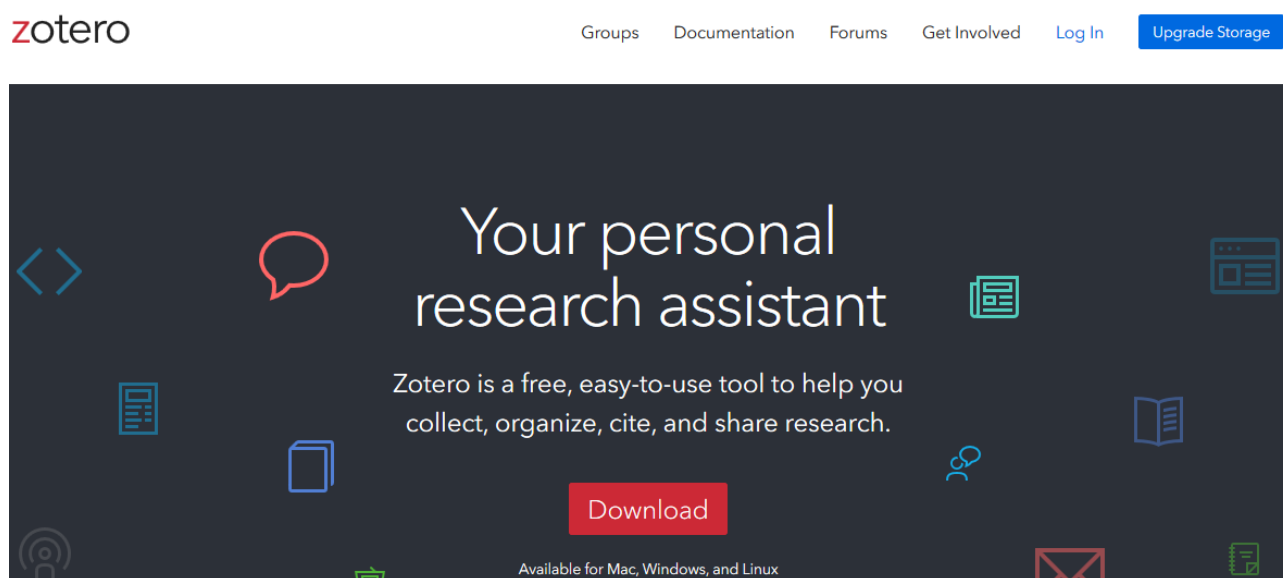 zotero
Groups Documentation Forums Get Involved Log In Upgrade Storage
Your personal
research assistant
Zotero is a free, easy-to-use tool to help you
collect, organize, cite, and share research.
Download
Available for Mac, Windows, and Linux